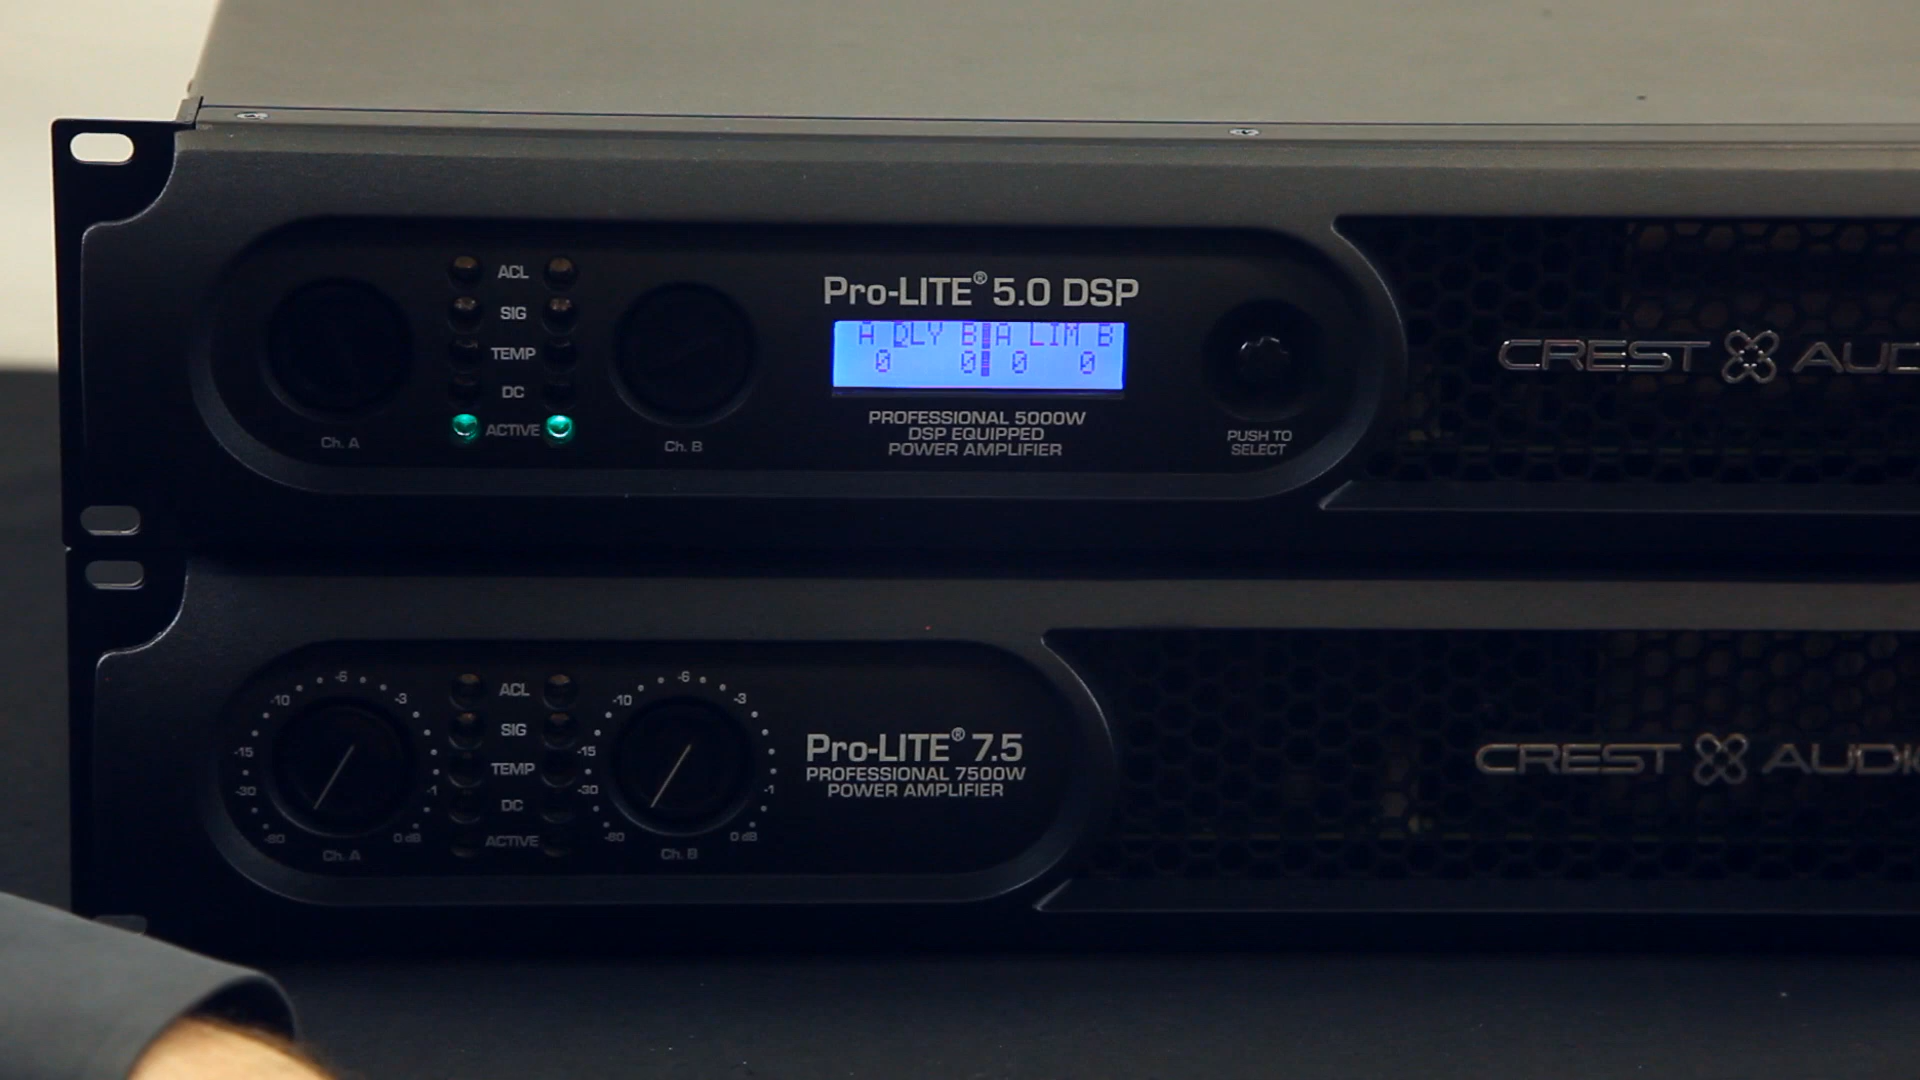 ACL
SIG
TEMP
DC
ACTIVE
Ch. A
Ch. B
Pro-LITE® 5.0 DSP
A DLY B A LIM B
0 0 0 0
PROFESSIONAL 5000W
DSP EQUIPPED
POWER AMPLIFIER
PUSH TO
SELECT
CREST AUD
-6
-10 -3
-15
-30 -1
-80 0 dB
Ch. A
ACL
SIG
TEMP
DC
ACTIVE
-6
-10 -3
-15
-30 -1
-80 0 dB
Ch. B
Pro-LITE® 7.5
PROFESSIONAL 7500W
POWER AMPLIFIER
CREST AUDIO